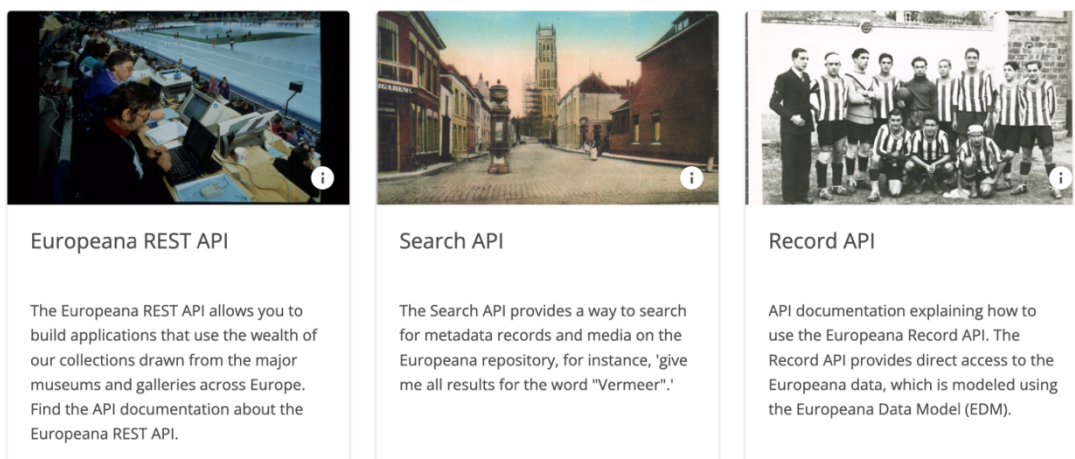 IGAREN
Europeana REST API
The Europeana REST API allows you to
build applications that use the wealth of
our collections drawn from the major
museums and galleries across Europe.
Find the API documentation about the
Europeana REST API.
Search API
The Search API provides a way to search
for metadata records and media on the
Europeana repository, for instance, 'give
me all results for the word "Vermeer".'
Record API
API documentation explaining how to
use the Europeana Record API. The
Record API provides direct access to the
Europeana data, which is modeled using
the Europeana Data Model (EDM).